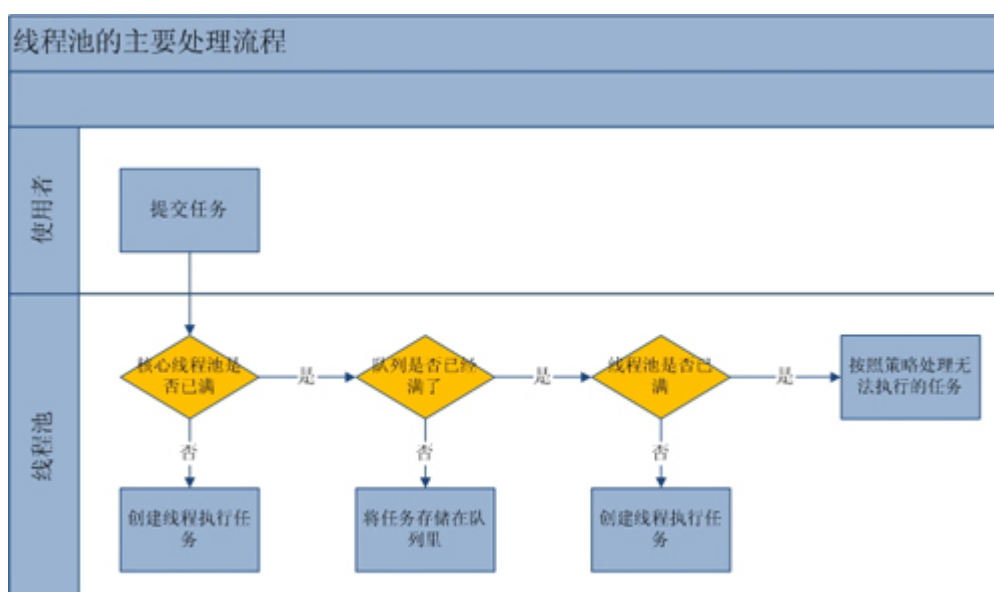 线程池的主要处理流程
使用者
提交任务
线程池
核心线程池是
否已满
是
队列是否已经
满了
是
线程池是否已
满
是
按照策略处理无
法执行的任务
否
否
否
创建线程执行任
务
将任务存储在队
列里
创建线程执行任
务